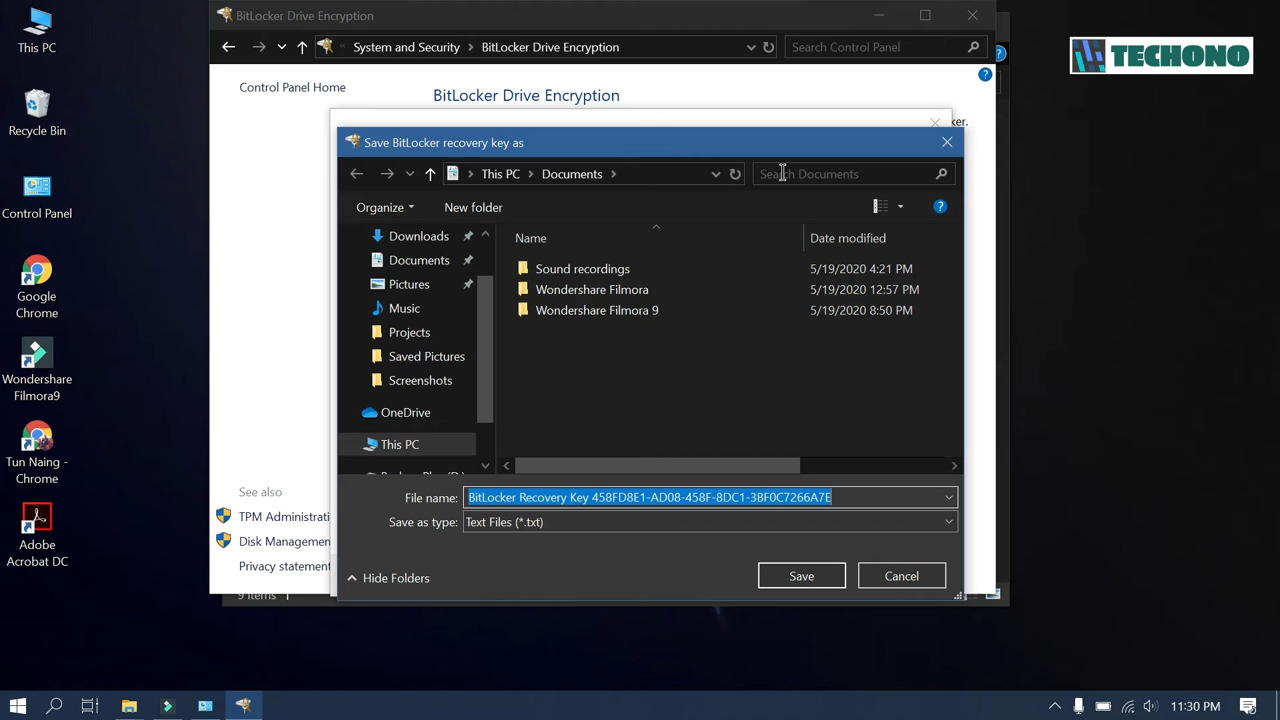 This PC
Recycle Bin
Control Panel
Google
Chrome
Wondershare
Filmora9
Tun Naing -
Chrome
Adobe
Acrobat DC
BitLocker Drive Encryption
System and Security
BitLocker Drive Encryption
Search Control Panel
TECHONO
Control Panel Home
BitLocker Drive Encryption
ker.
Save BitLocker recovery key as
This PC
Documents
Search Documents
Organize
New folder
Downloads
Documents
Pictures
Music
Projects
Saved Pictures
Screenshots
OneDrive
This PC
Name
Date modified
Sound recordings
5/19/2020 4:21 PM
Wondershare Filmora
5/19/2020 12:57 PM
Wondershare Filmora 9
5/19/2020 8:50 PM
File name:
BitLocker Recovery Key 458FD8E1-AD08-458F-8DC1-3BF0C7266A7E
Save as type:
Text Files (*.txt)
Hide Folders
Save
Cancel
See also
TPM Administrati
Disk Managemen
Privacy statement
9 items
11:30 PM